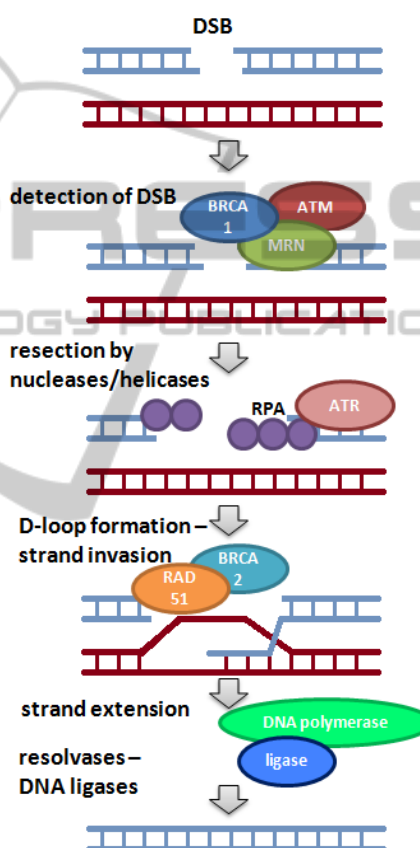 DSB
detection of DSB
BRCA
1
ATM
MRN
resection by
nucleases/helicases
RPA
ATR
D-loop formation –
strand invasion
BRCA
2
RAD
51
strand extension
DNA polymerase
resolvases –
DNA ligases
ligase